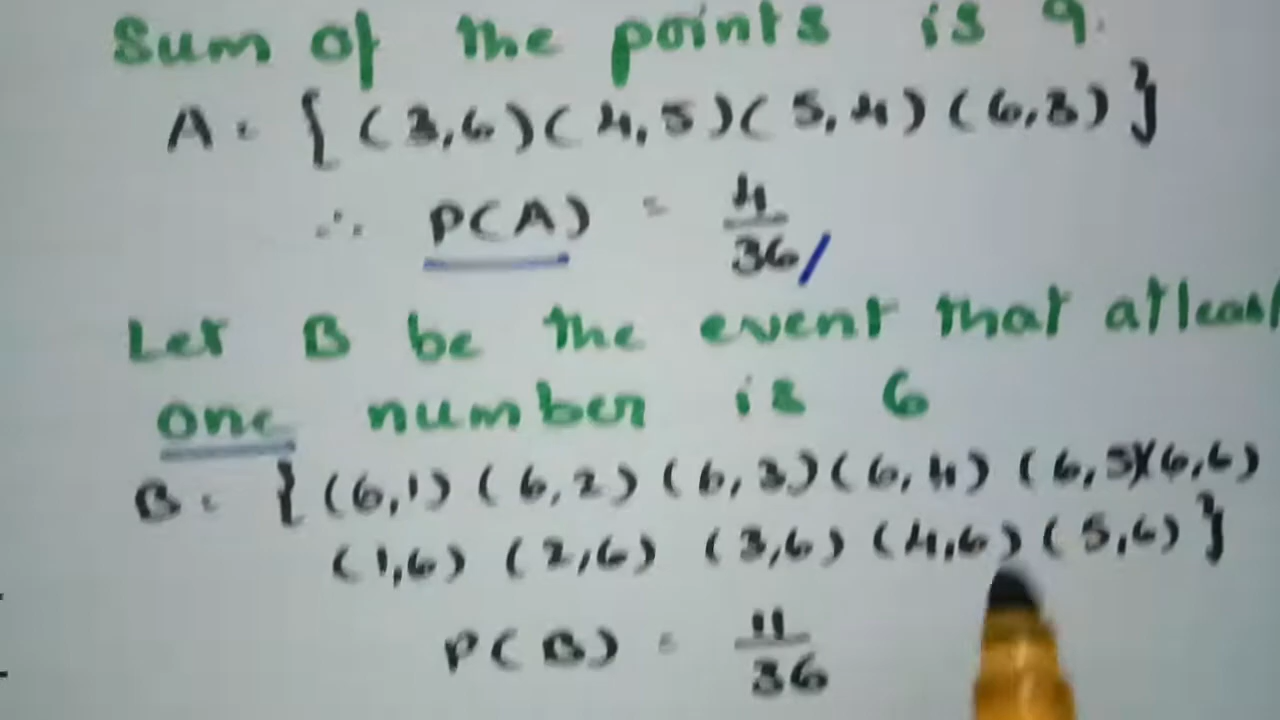 Sum of the points is 9.
A = { (3,6) (4,5) (5,4) (6,3) }
∴ P(A) = 4/36
Let B be the event that atleast
one number is 6
B = { (6,1) (6,2) (6,3) (6,4) (6,5)(6,6)
(1,6) (2,6) (3,6) (4,6) (5,6) }
P(B) = 11/36